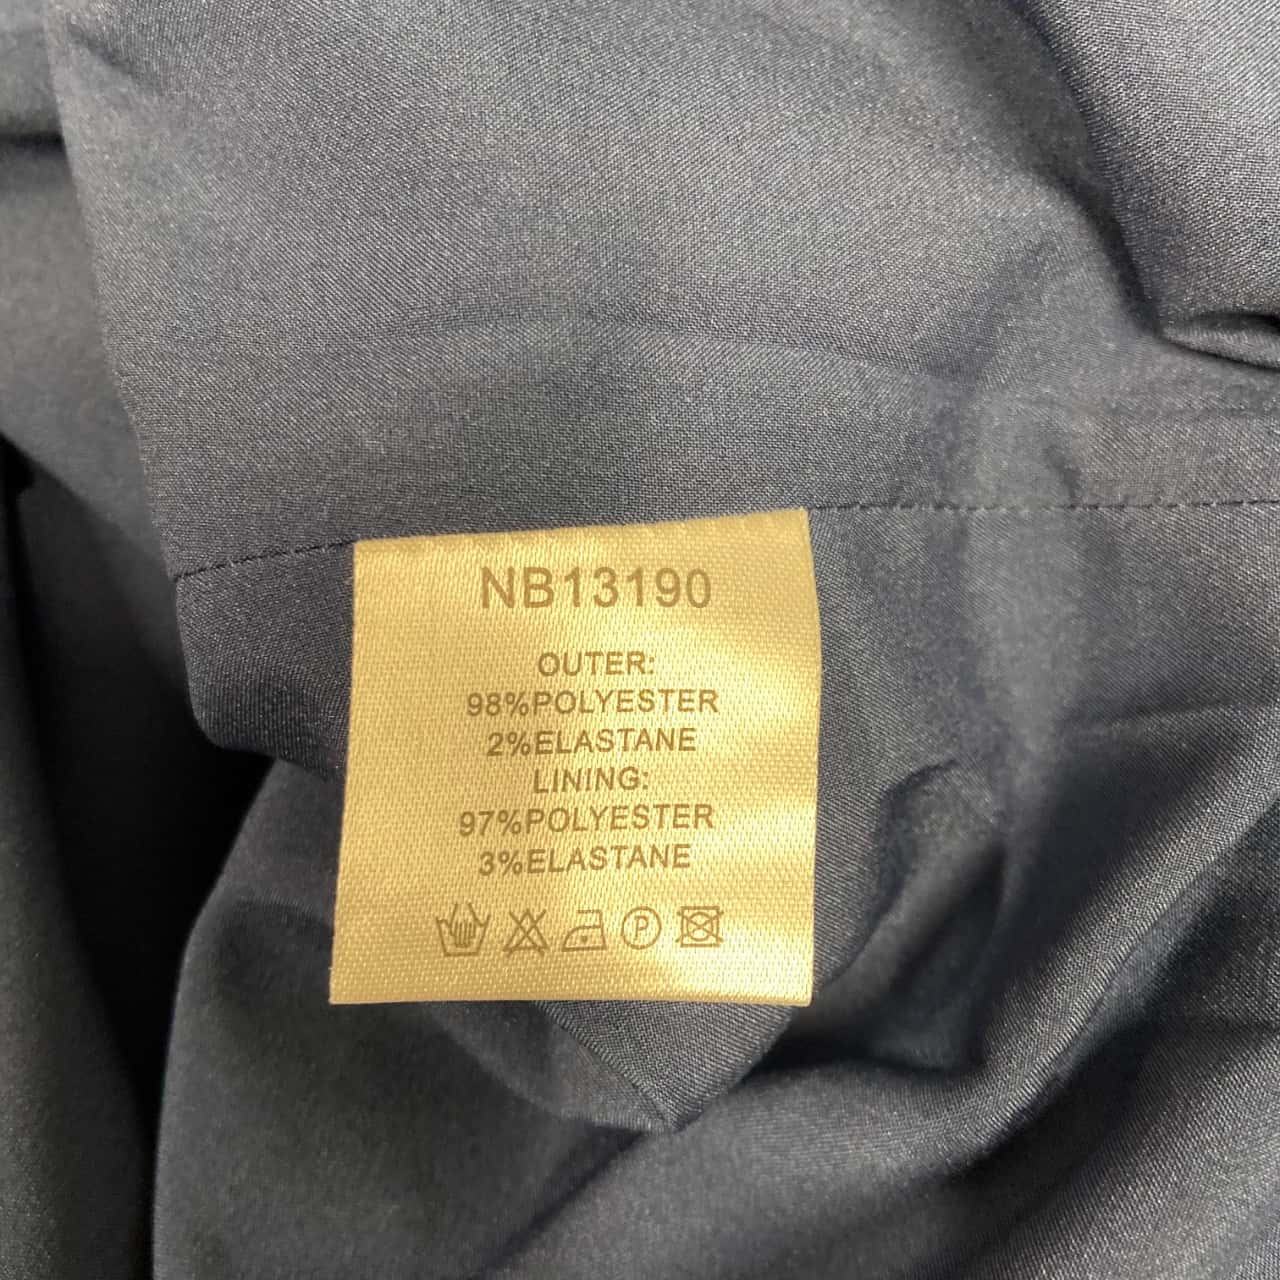 NB13190
OUTER:
98%POLYESTER
2%ELASTANE
LINING:
97%POLYESTER
3%ELASTANE
P